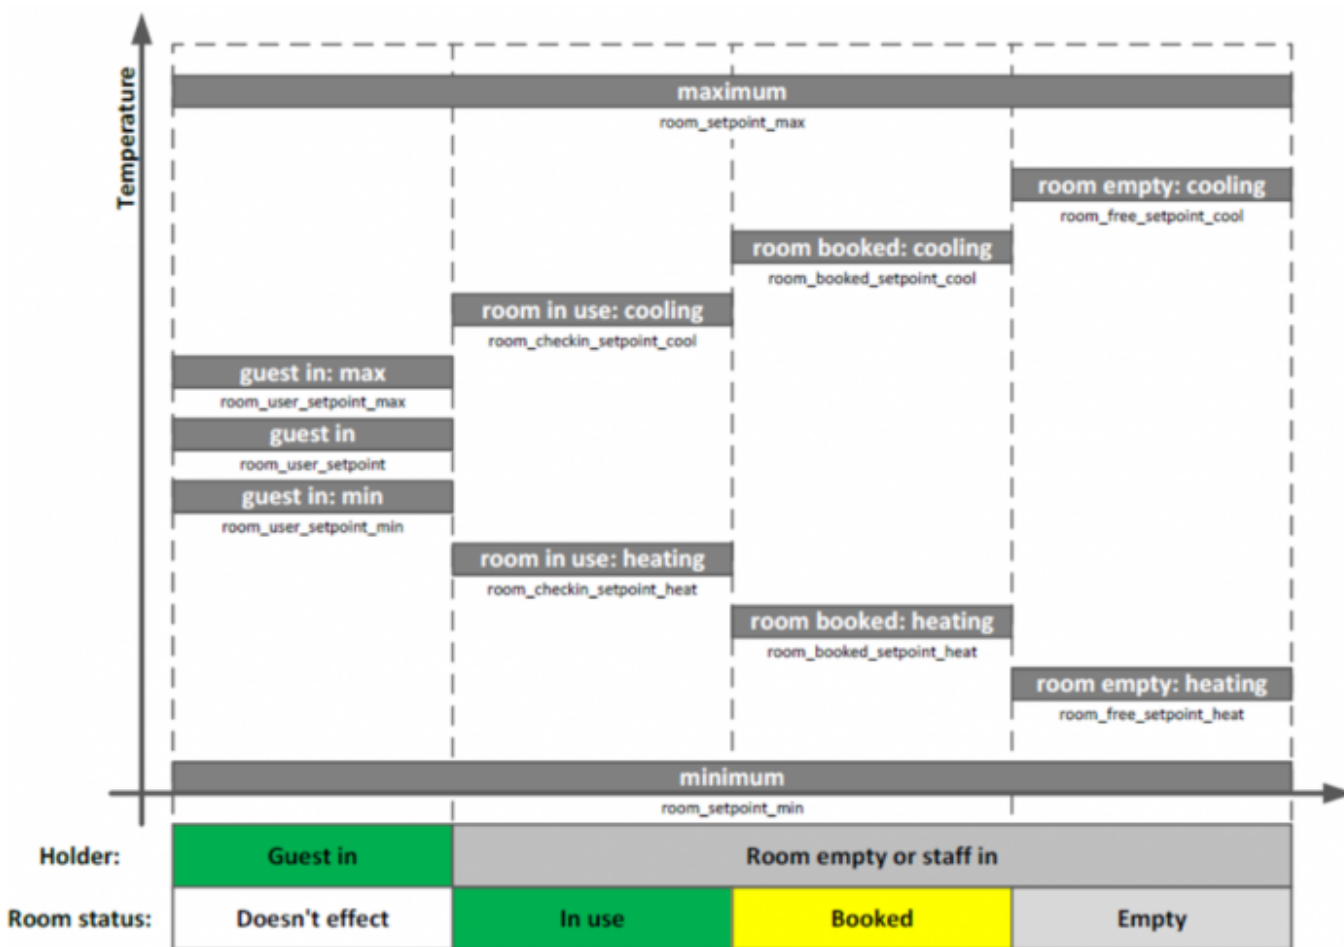 Temperature
maximum
room_setpoint_max
room empty: cooling
room_free_setpoint_cool
room booked: cooling
room_booked_setpoint_cool
room in use: cooling
room_checkin_setpoint_cool
guest in: max
room_user_setpoint_max
guest in
room_user_setpoint
guest in: min
room_user_setpoint_min
room in use: heating
room_checkin_setpoint_heat
room booked: heating
room_booked_setpoint_heat
room empty: heating
room_free_setpoint_heat
minimum
room_setpoint_min
Holder: Guest in Room empty or staff in
Room status: Doesn't effect In use Booked Empty